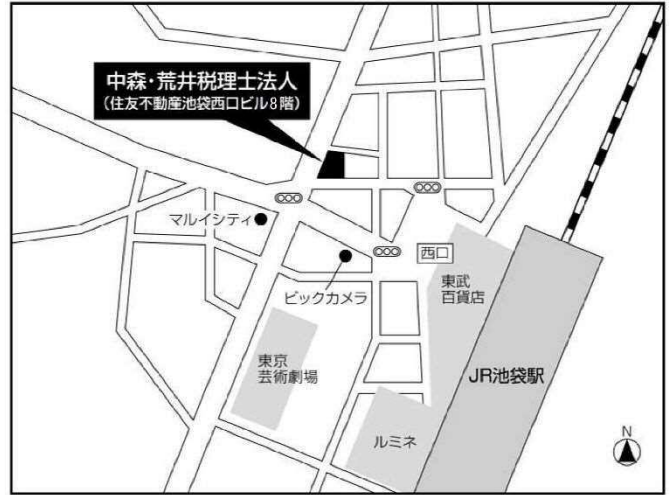 中森・荒井税理士法人
(住友不動産池袋西口ビル8階)
マルイシティ
西口
ビックカメラ
東武
百貨店
東京
芸術劇場
JR池袋駅
ルミネ
N